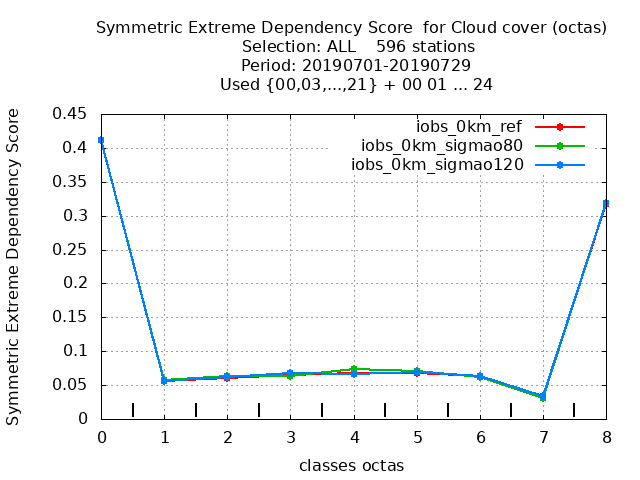 Symmetric Extreme Dependency Score  for Cloud cover (octas)
Selection: ALL    596 stations
Period: 20190701-20190729
Used {00,03,...,21} + 00 01 ... 24
Symmetric Extreme Dependency Score
0.45
0.4
0.35
0.3
0.25
0.2
0.15
0.1
0.05
0
iobs_0km_ref
iobs_0km_sigmao80
iobs_0km_sigmao120
0 1 2 3 4 5 6 7 8
classes octas